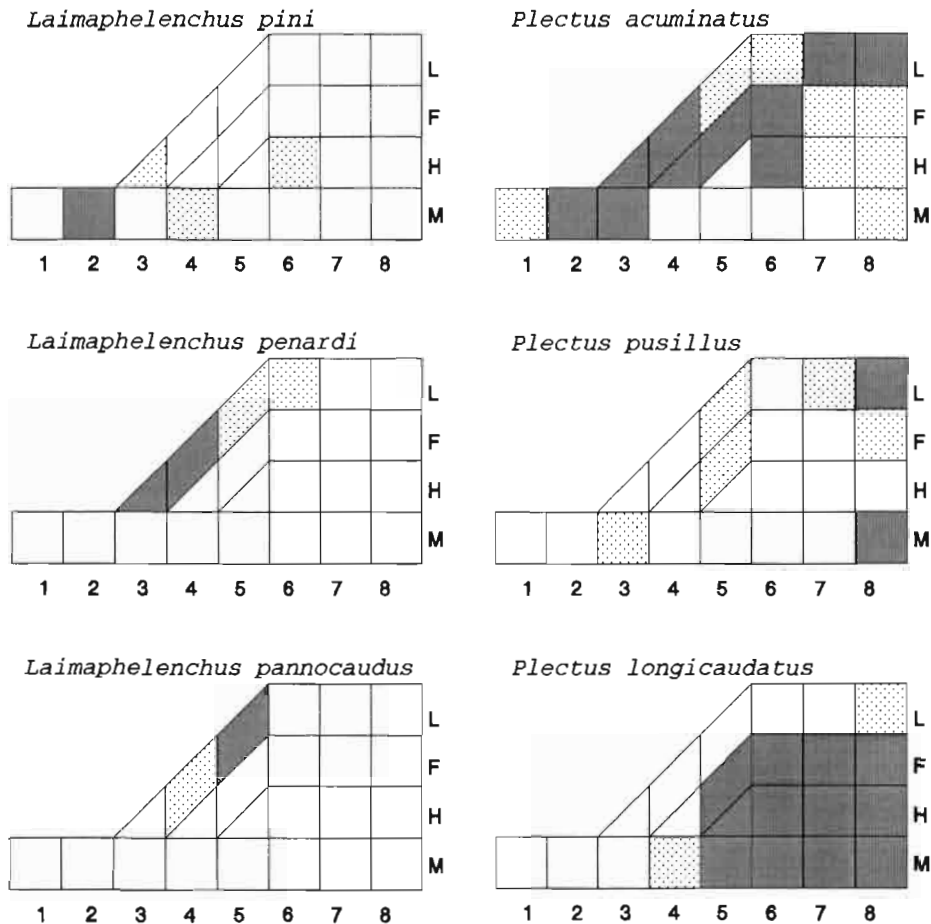 Laimaphelenchus pini
L
F
H
M
1 2 3 4 5 6 7 8
Plectus acuminatus
L
F
H
M
1 2 3 4 5 6 7 8
Laimaphelenchus penardi
L
F
H
M
1 2 3 4 5 6 7 8
Plectus pusillus
L
F
H
M
1 2 3 4 5 6 7 8
Laimaphelenchus pannocaudus
L
F
H
M
1 2 3 4 5 6 7 8
Plectus longicaudatus
L
F
H
M
1 2 3 4 5 6 7 8